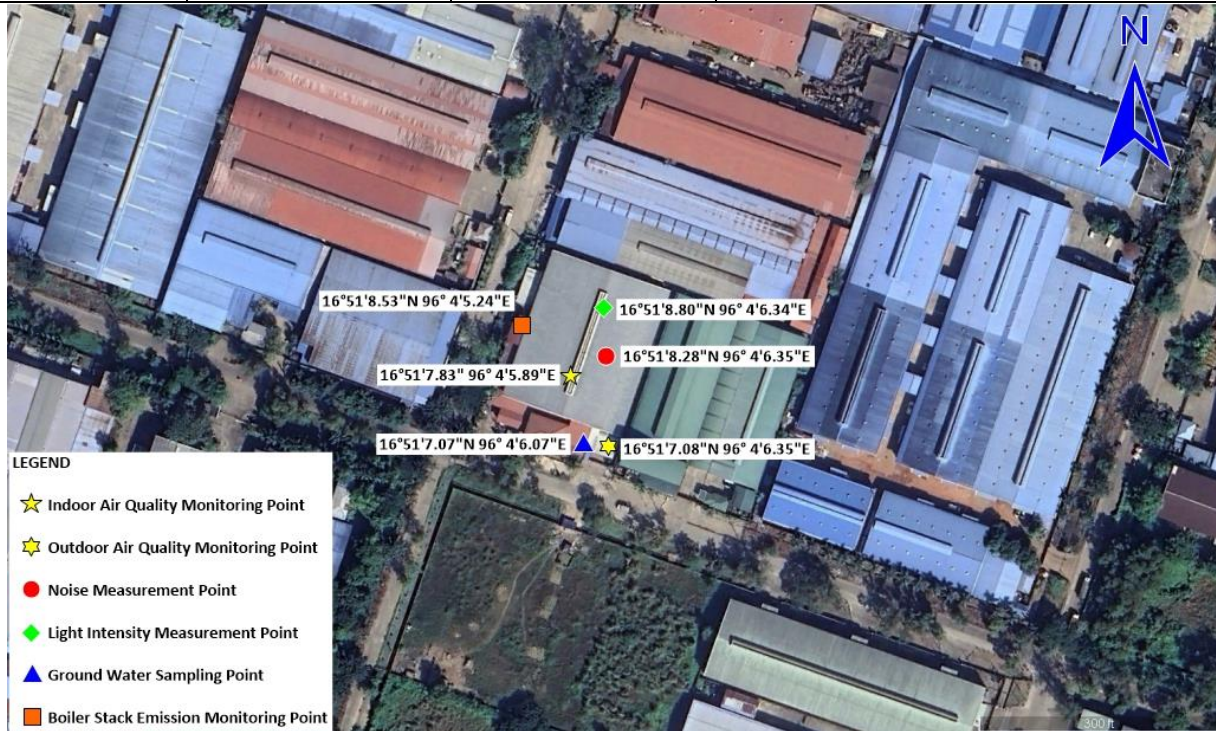 N
16°51'8.53"N 96° 4'5.24"E
16°51'8.80"N 96° 4'6.34"E
16°51'8.28"N 96° 4'6.35"E
16°51'7.83" 96° 4'5.89"E
16°51'7.07"N 96° 4'6.07"E
16°51'7.08"N 96° 4'6.35"E
LEGEND
Indoor Air Quality Monitoring Point
Outdoor Air Quality Monitoring Point
Noise Measurement Point
Light Intensity Measurement Point
Ground Water Sampling Point
Boiler Stack Emission Monitoring Point
300 ft